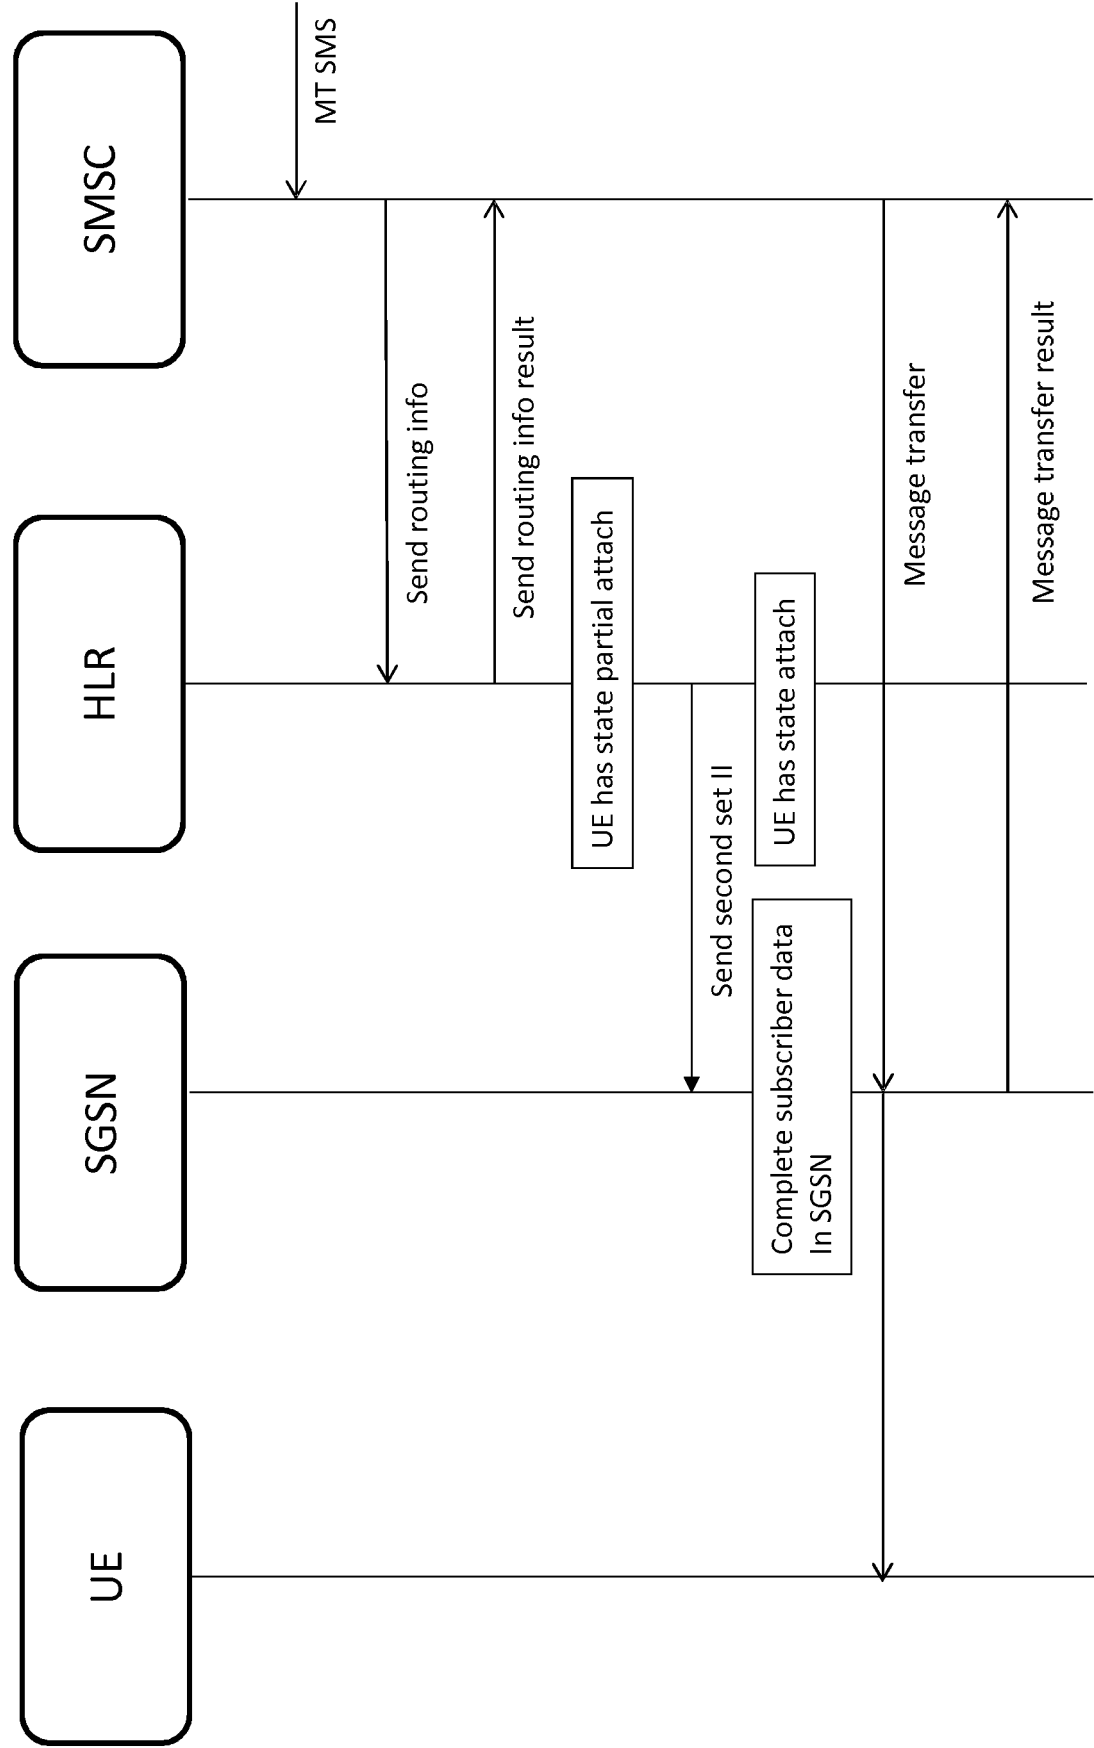 UE
SGSN
HLR
SMSC
MT SMS
Send routing info
Send routing info result
UE has state partial attach
Send second set II
Complete subscriber data
In SGSN
UE has state attach
Message transfer
Message transfer result